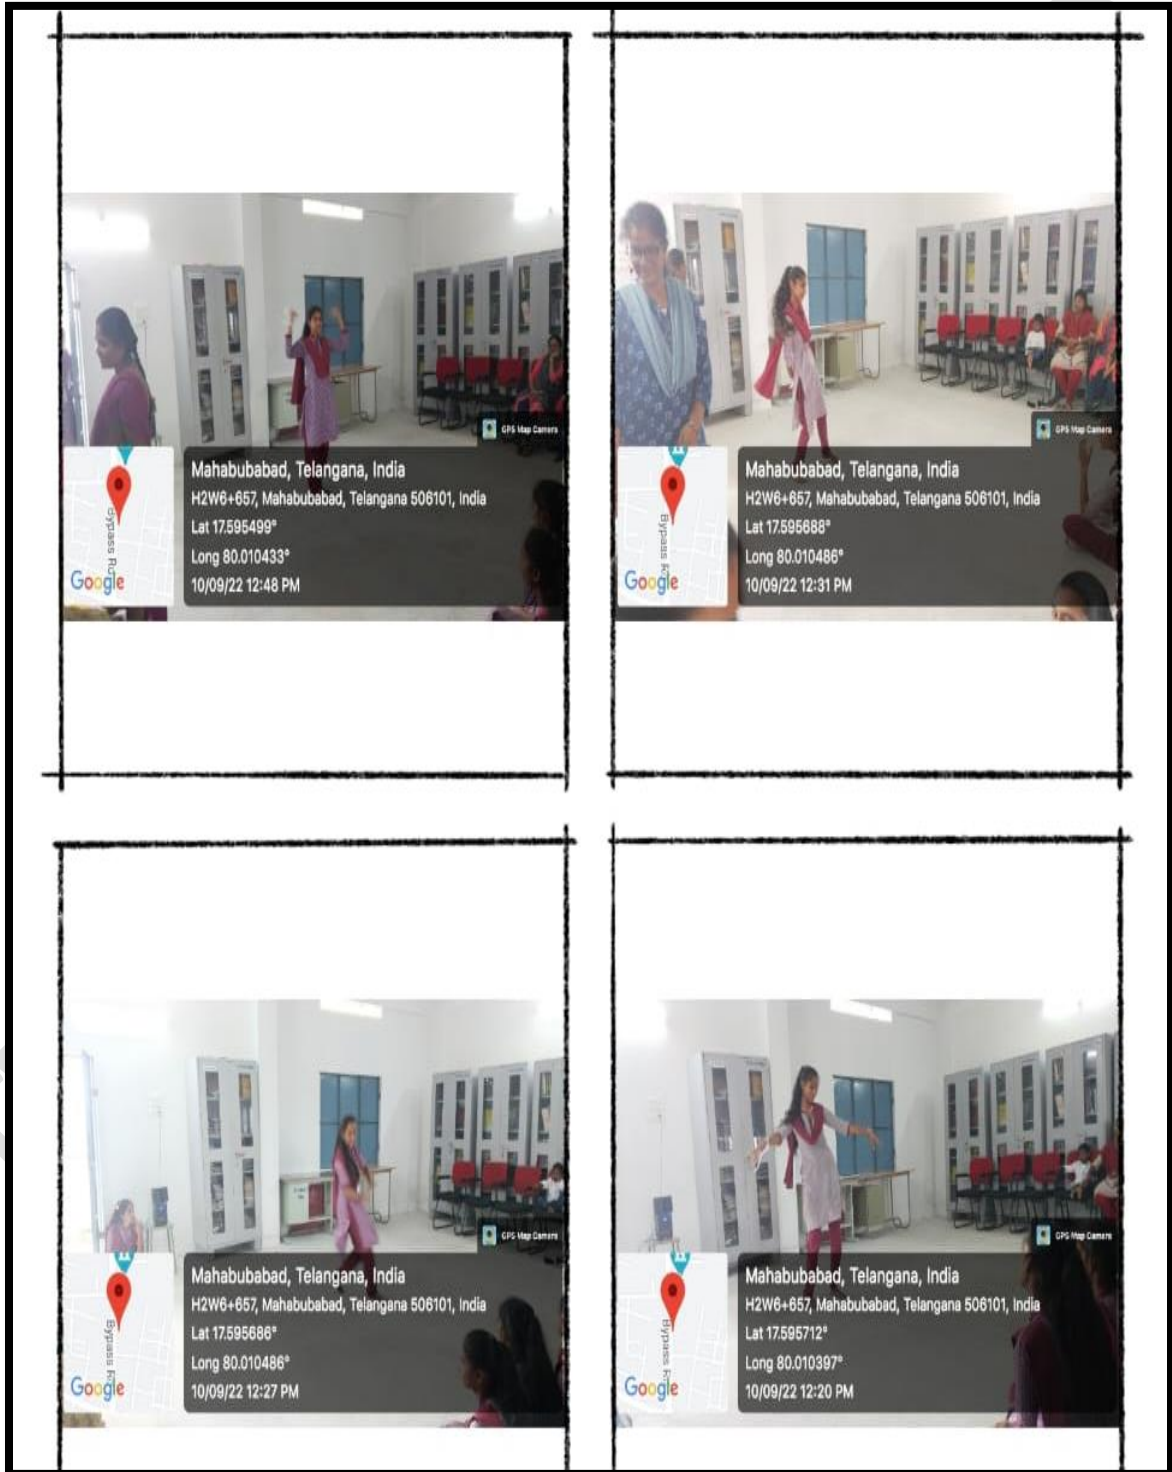 GPS Map Camera
Mahabubabad, Telangana, India
H2W6+657, Mahabubabad, Telangana 506101, India
Lat 17.595499°
Long 80.010433°
10/09/22 12:48 PM
Bypass Rd
Google
GPS Map Camera
Mahabubabad, Telangana, India
H2W6+657, Mahabubabad, Telangana 506101, India
Lat 17.595688°
Long 80.010486°
10/09/22 12:31 PM
Bypass R
Google
GPS Map Camera
Mahabubabad, Telangana, India
H2W6+657, Mahabubabad, Telangana 506101, India
Lat 17.595686°
Long 80.010486°
10/09/22 12:27 PM
Bypass R
Google
GPS Map Camera
Mahabubabad, Telangana, India
H2W6+657, Mahabubabad, Telangana 506101, India
Lat 17.595712°
Long 80.010397°
10/09/22 12:20 PM
Bypass R
Google